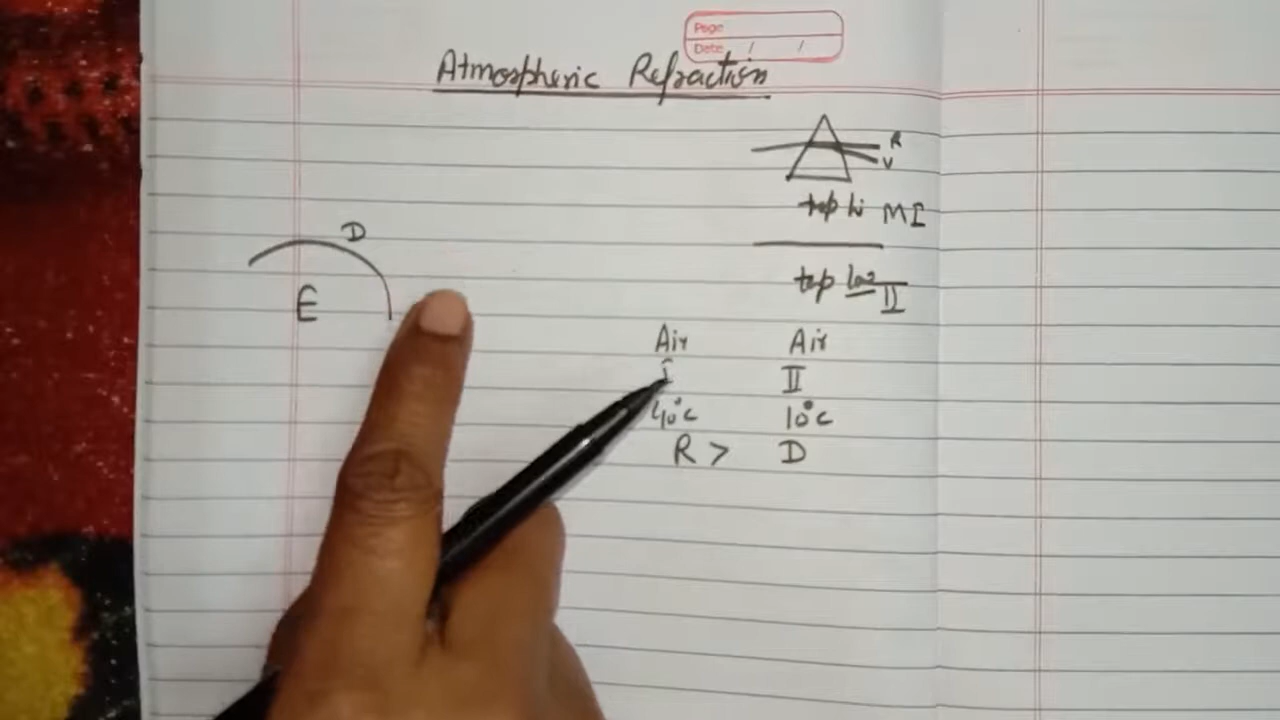 Page
Date / /
Atmospheric Refraction
R
V
top hi MI
D
top low II
E
Air Air
I II
40°C 10°C
R > D